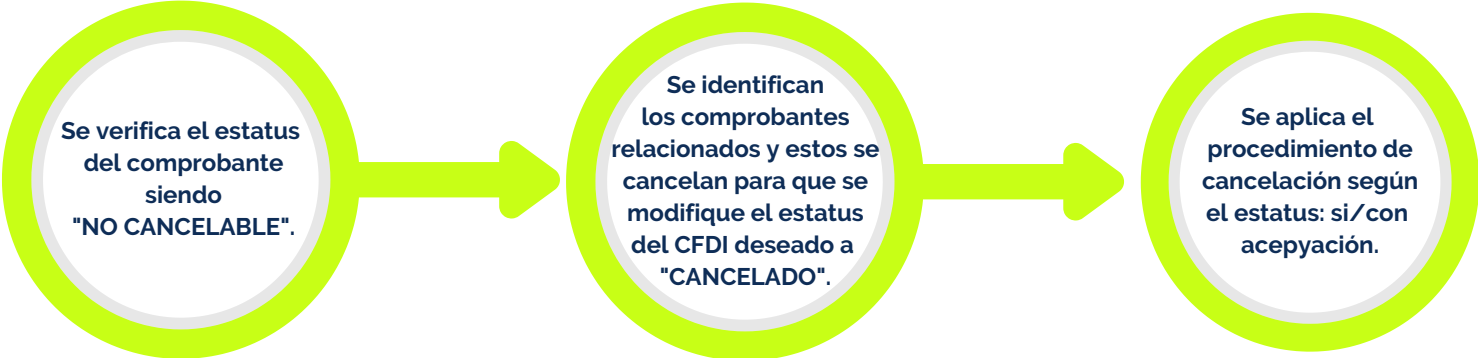 Se verifica el estatus
del comprobante
siendo
"NO CANCELABLE".
Se identifican
los comprobantes
relacionados y estos se
cancelan para que se
modifique el estatus
del CFDI deseado a
"CANCELADO".
Se aplica el
procedimiento de
cancelación según
el estatus: si/con
acepyación.